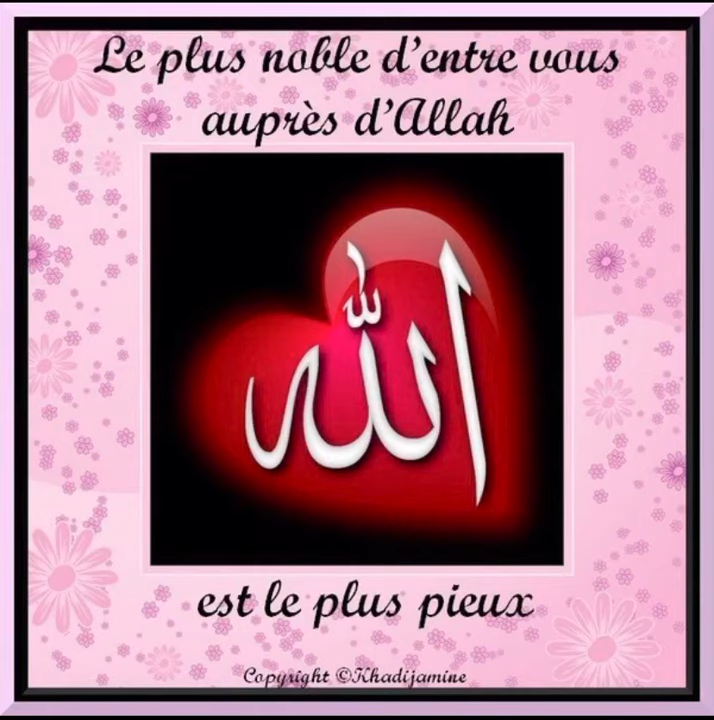 Le plus noble d'entre vous
auprès d'Allah
الله
est le plus pieux
Copyright ©Khadijamine